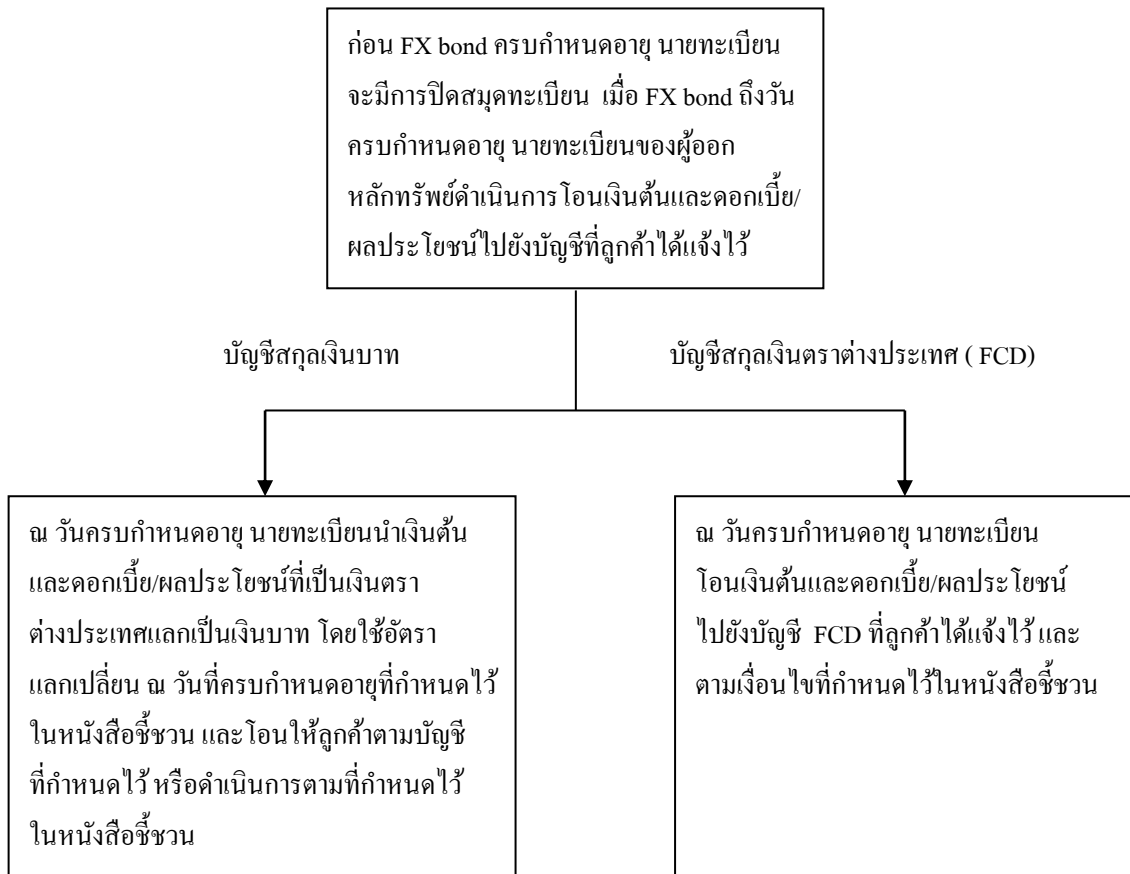 ก่อน FX bond ครบกำหนดอายุ นายทะเบียน
จะมีการปิดสมุดทะเบียน เมื่อ FX bond ถึงวัน
ครบกำหนดอายุ นายทะเบียนของผู้ออก
หลักทรัพย์ดำเนินการโอนเงินต้นและดอกเบี้ย/
ผลประโยชน์ไปยังบัญชีที่ลูกค้าได้แจ้งไว้
บัญชีสกุลเงินบาท
บัญชีสกุลเงินตราต่างประเทศ ( FCD)
ณ วันครบกำหนดอายุ นายทะเบียนนำเงินต้น
และดอกเบี้ย/ผลประโยชน์ที่เป็นเงินตรา
ต่างประเทศแลกเป็นเงินบาท โดยใช้อัตรา
แลกเปลี่ยน ณ วันที่ครบกำหนดอายุที่กำหนดไว้
ในหนังสือชี้ชวน และโอนให้ลูกค้าตามบัญชี
ที่กำหนดไว้ หรือดำเนินการตามที่กำหนดไว้
ในหนังสือชี้ชวน
ณ วันครบกำหนดอายุ นายทะเบียน
โอนเงินต้นและดอกเบี้ย/ผลประโยชน์
ไปยังบัญชี FCD ที่ลูกค้าได้แจ้งไว้ และ
ตามเงื่อนไขที่กำหนดไว้ในหนังสือชี้ชวน